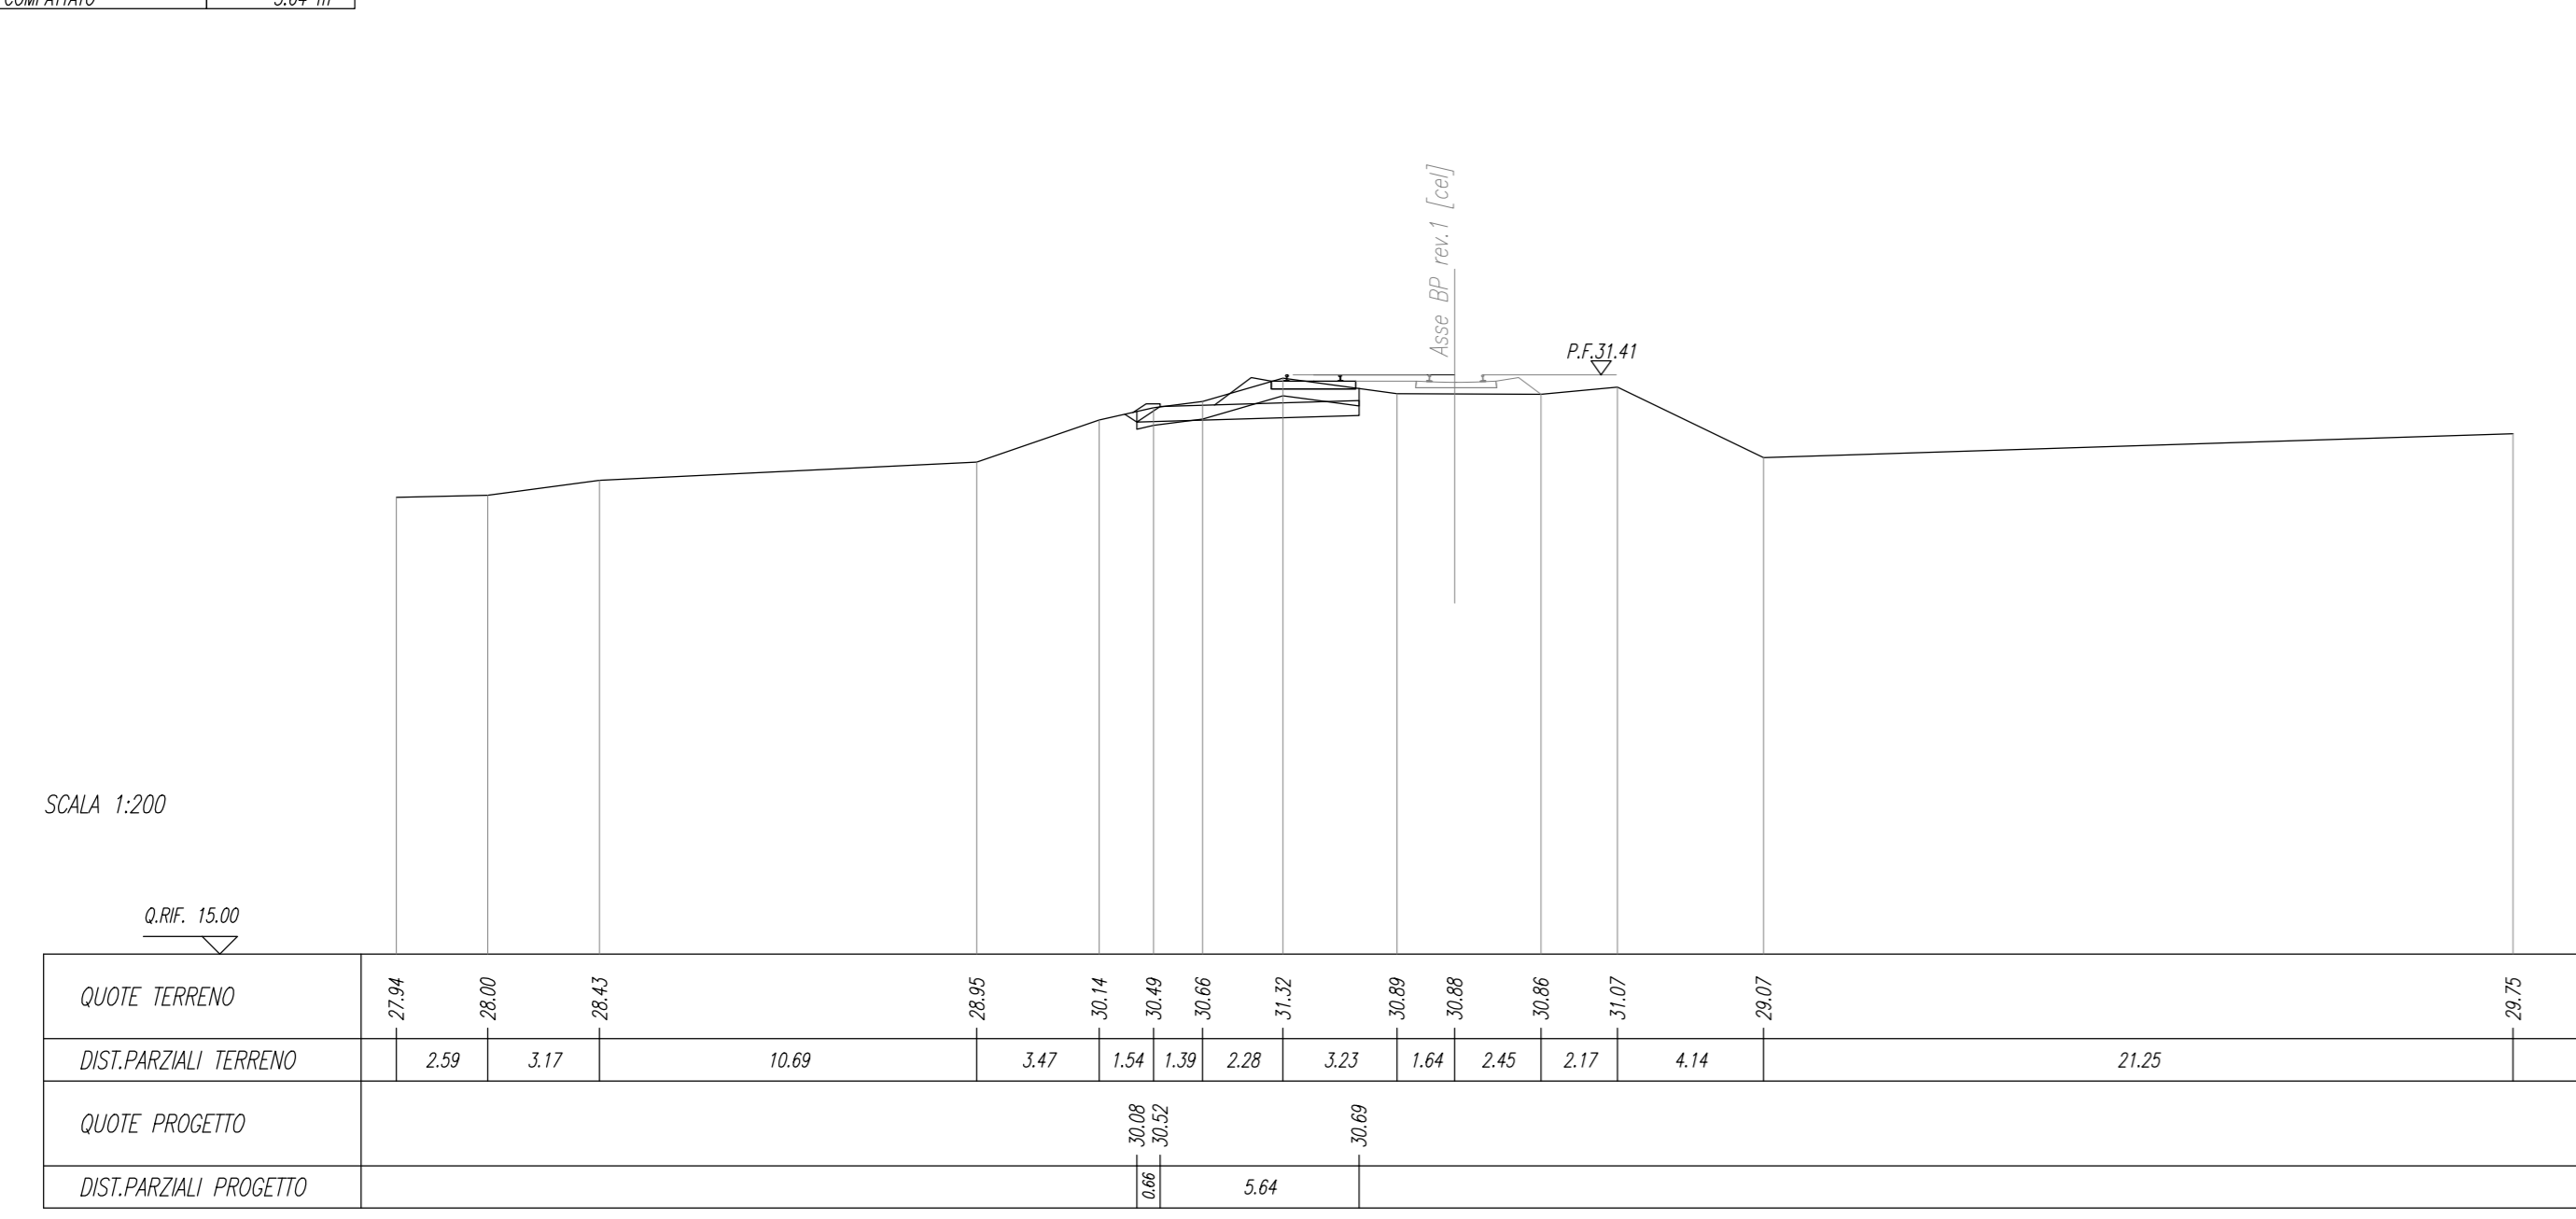 COMPATTATO
Asse BP rev.1 [cel]
P.F.31.41
SCALA 1:200
Q.RIF. 15.00
QUOTE TERRENO 27.94 28.00 28.43 28.95 30.14 30.49 30.66 31.32 30.89 30.88 30.86 31.07 29.07 29.75
DIST.PARZIALI TERRENO 2.59 3.17 10.69 3.47 1.54 1.39 2.28 3.23 1.64 2.45 2.17 4.14 21.25
QUOTE PROGETTO 30.08 30.52 30.69
DIST.PARZIALI PROGETTO 0.66 5.64